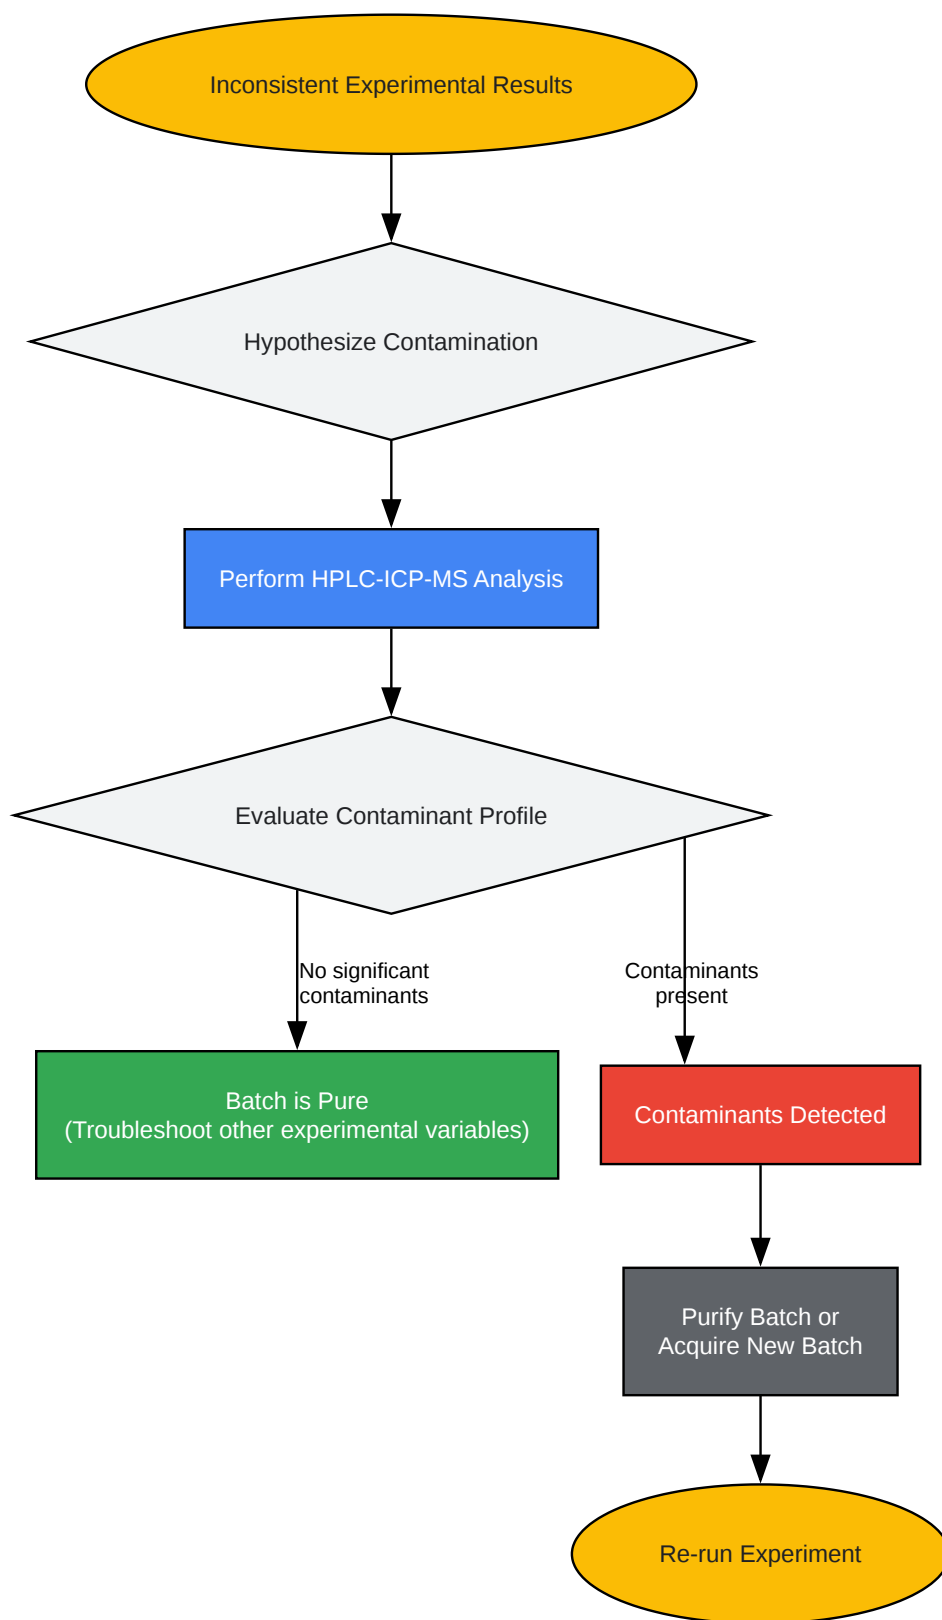 Inconsistent Experimental Results
Hypothesize Contamination
Perform HPLC-ICP-MS Analysis
Evaluate Contaminant Profile
No significant
contaminants
Contaminants
present
Batch is Pure
(Troubleshoot other experimental variables)
Contaminants Detected
Purify Batch or
Acquire New Batch
Re-run Experiment